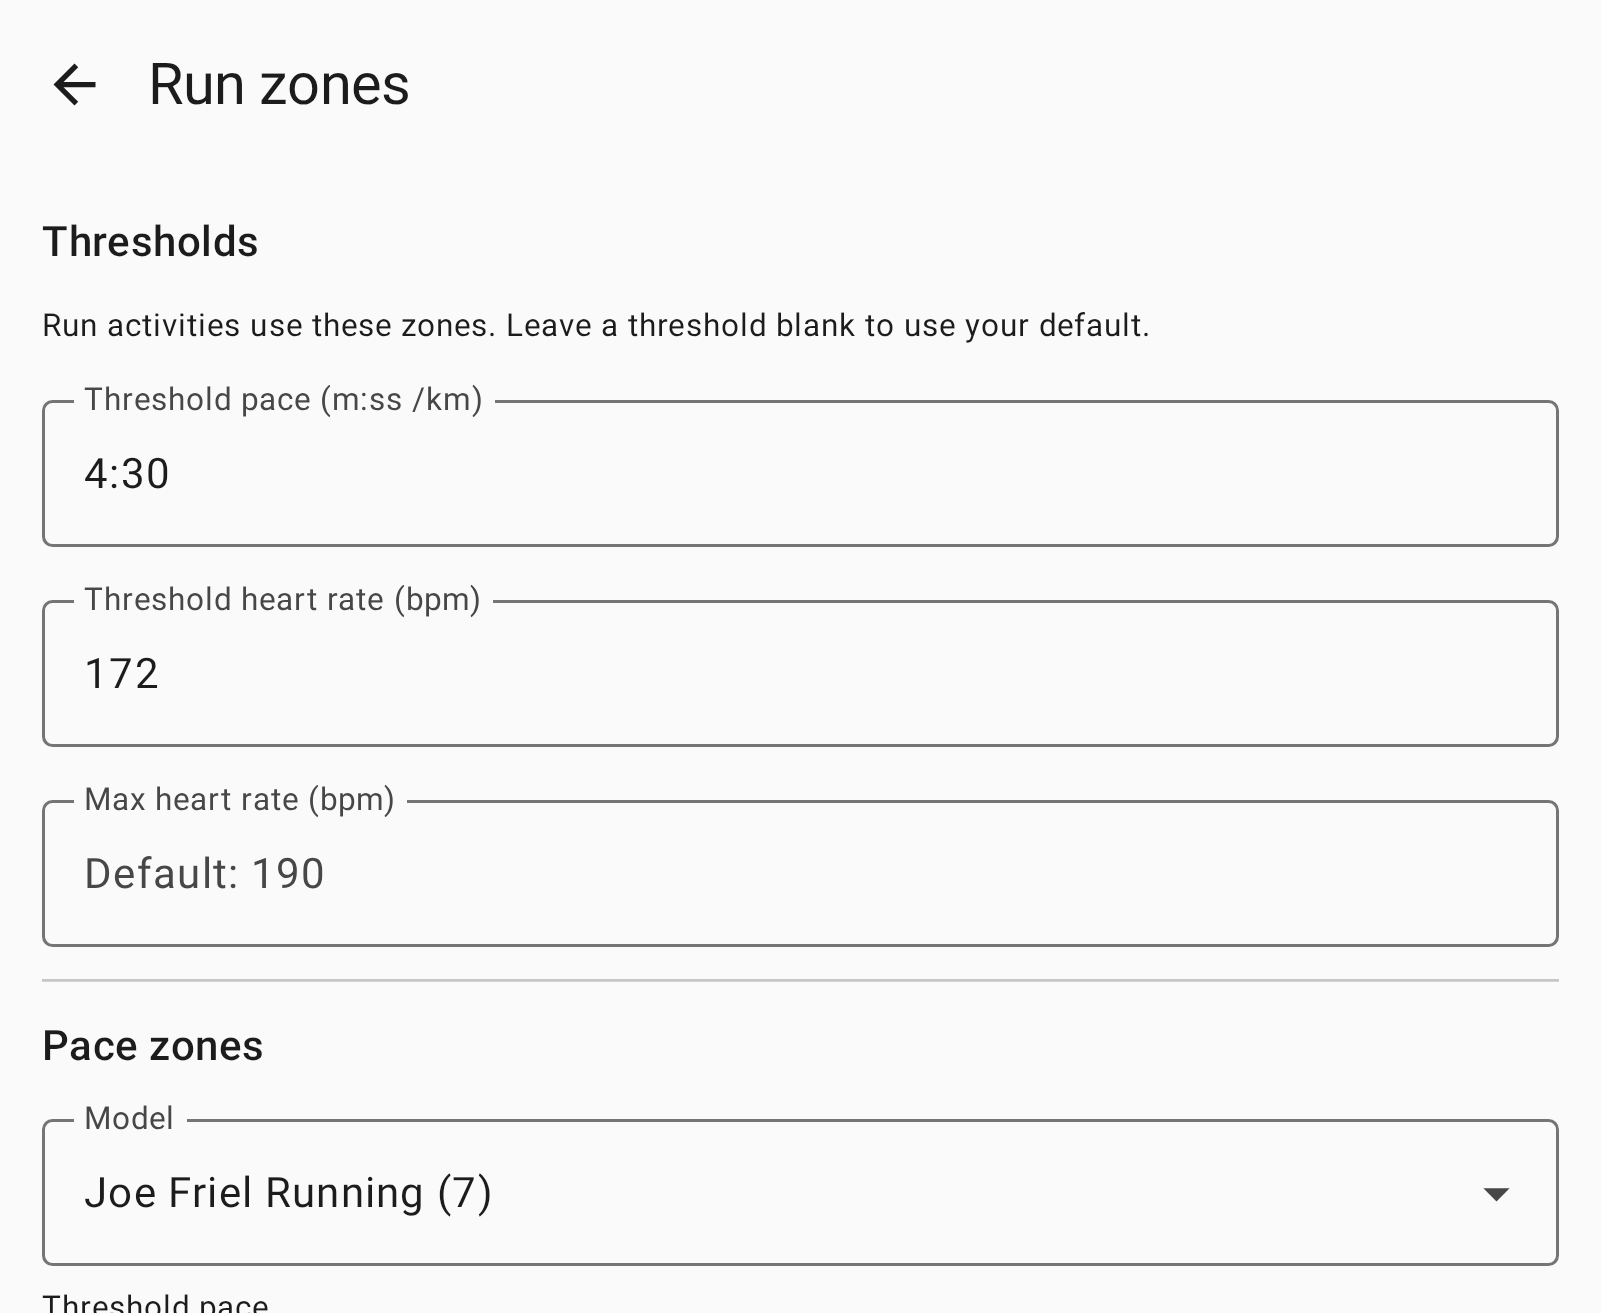 Run zones
Thresholds
Run activities use these zones. Leave a threshold blank to use your default.
Threshold pace (m:ss /km)
4:30
Threshold heart rate (bpm)
172
Max heart rate (bpm)
Default: 190
Pace zones
Model
Joe Friel Running (7)
Threshold pace